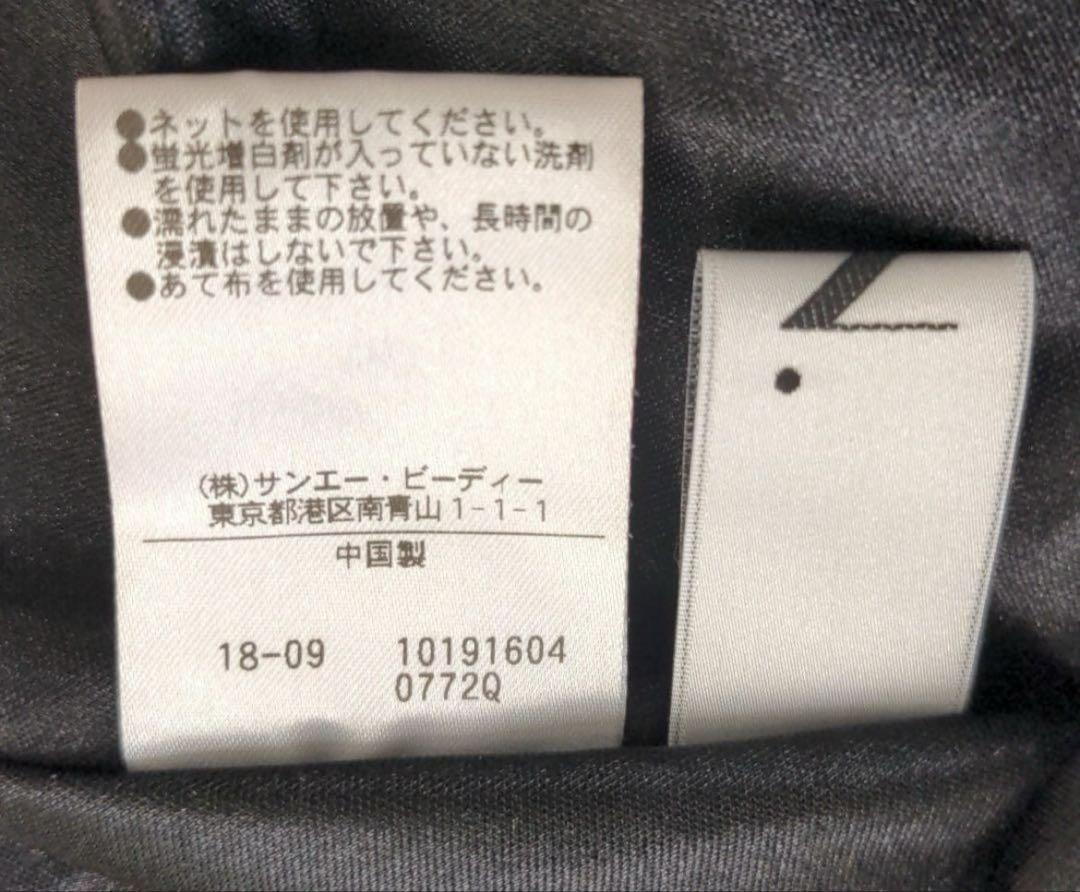 ●ネットを使用してください。
●蛍光増白剤が入っていない洗剤
を使用して下さい。
●濡れたままの放置や、長時間の
浸漬はしないで下さい。
●あて布を使用してください。
(株)サンエー・ビーディー
東京都港区南青山1-1-1
中国製
18-09 10191604
0772Q